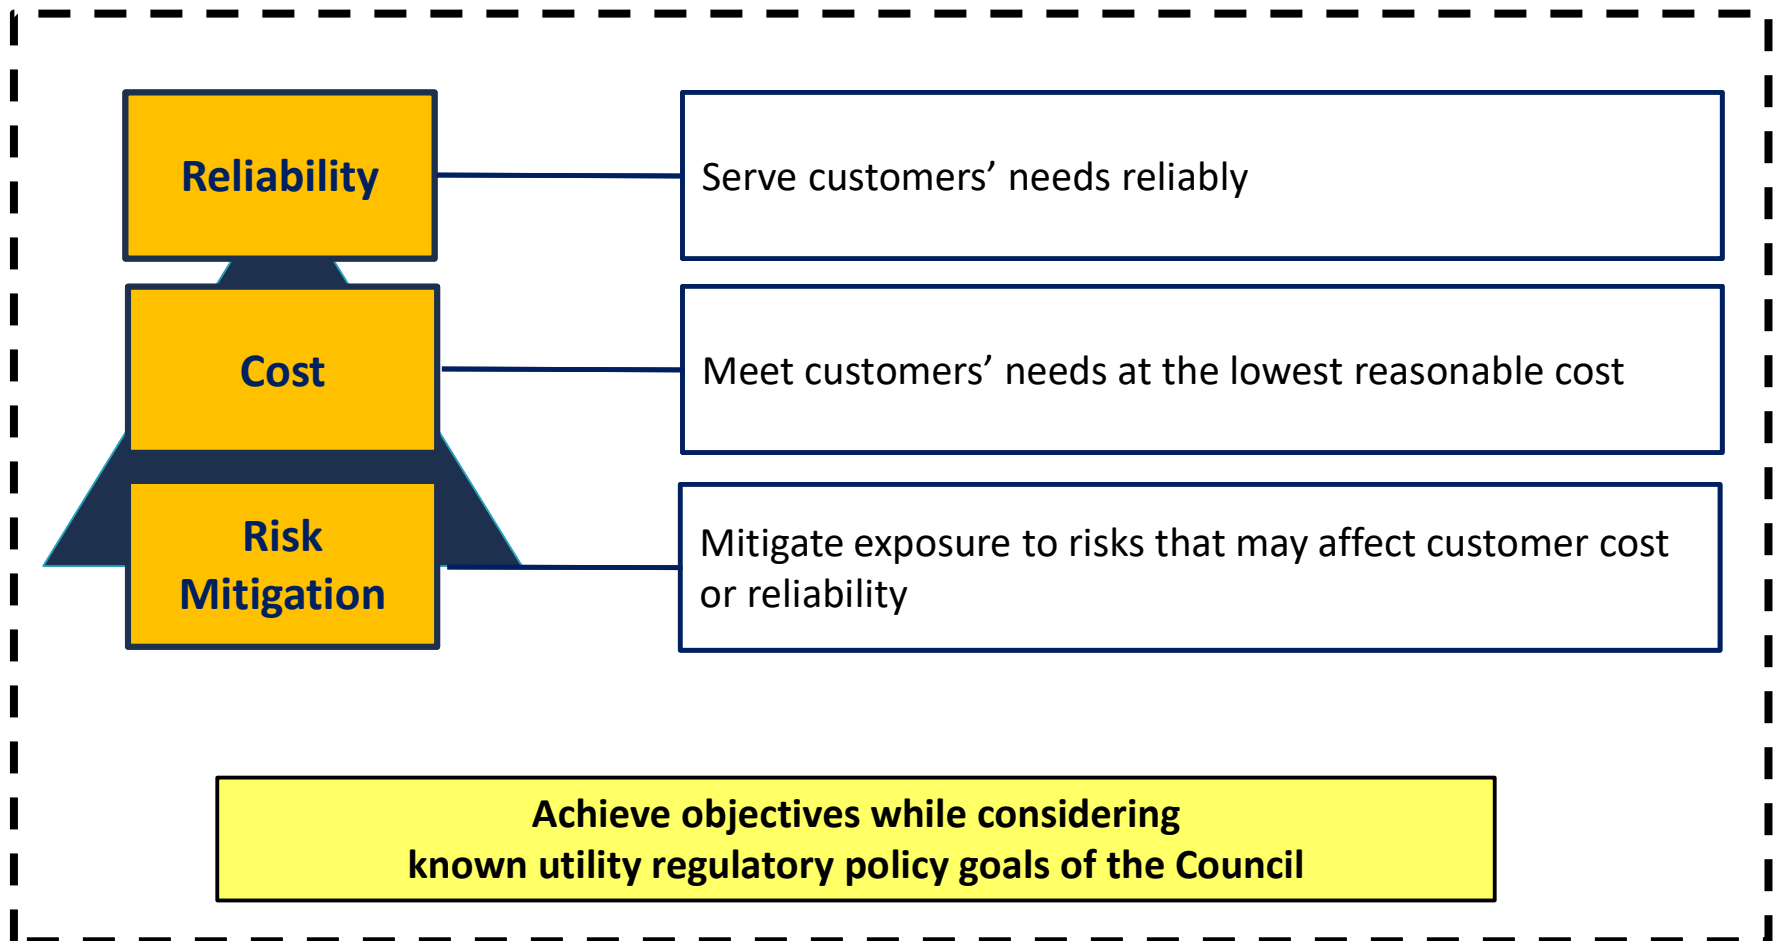 Reliability
Serve customers’ needs reliably
Cost
Meet customers’ needs at the lowest reasonable cost
Risk
Mitigation
Mitigate exposure to risks that may affect customer cost
or reliability
Achieve objectives while considering
known utility regulatory policy goals of the Council